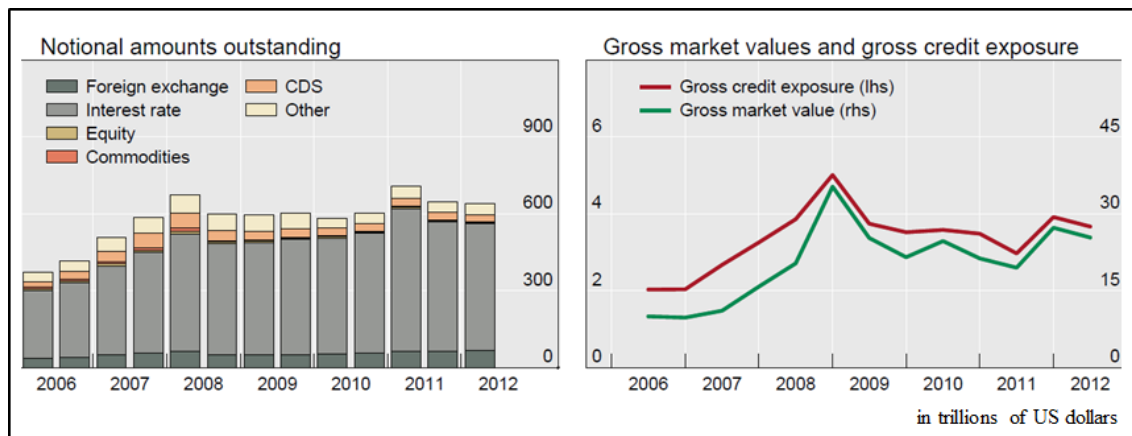 Notional amounts outstanding
Foreign exchange
Interest rate
Equity
Commodities
CDS
Other
900
600
300
0
2006 2007 2008 2009 2010 2011 2012
Gross market values and gross credit exposure
Gross credit exposure (lhs)
Gross market value (rhs)
6 45
4 30
2 15
0 0
2006 2007 2008 2009 2010 2011 2012
in trillions of US dollars